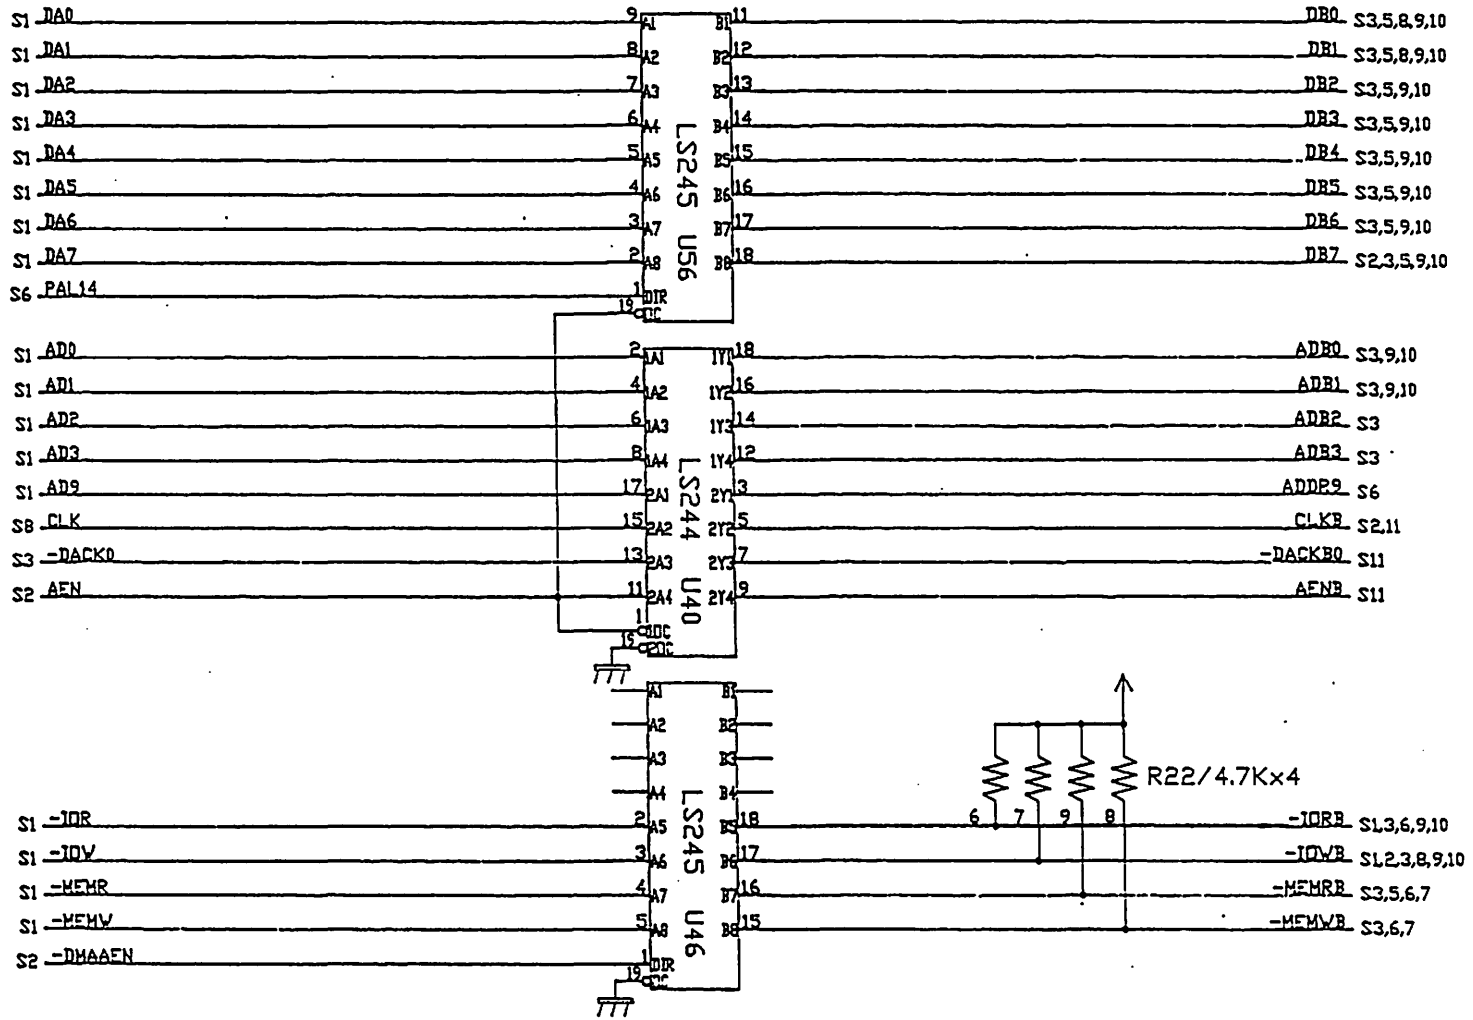 S1 DA0 9 A1 B1 11 DB0 S3,5,8,9,10
S1 DA1 8 A2 B2 12 DB1 S3,5,8,9,10
S1 DA2 7 A3 B3 13 DB2 S3,5,9,10
S1 DA3 6 A4 B4 14 DB3 S3,5,9,10
S1 DA4 5 A5 B5 15 DB4 S3,5,9,10
S1 DA5 4 A6 B6 16 DB5 S3,5,9,10
S1 DA6 3 A7 B7 17 DB6 S3,5,9,10
S1 DA7 2 A8 B8 18 DB7 S2,3,5,9,10
S6 PAL14 1 DIR
19 OC
LS245 U56
S1 AD0 2 1A1 1Y1 18 ADB0 S3,9,10
S1 AD1 4 1A2 1Y2 16 ADB1 S3,9,10
S1 AD2 6 1A3 1Y3 14 ADB2 S3
S1 AD3 8 1A4 1Y4 12 ADB3 S3
S1 AD9 17 2A1 2Y1 3 ADDR9 S6
S8 CLK 15 2A2 2Y2 5 CLKB S2,11
S3 -DACK0 13 2A3 2Y3 7 -DACKB0 S11
S2 AEN 11 2A4 2Y4 9 AENB S11
1 1OC
19 2OC
LS244 U40
A1 B1
A2 B2
A3 B3
A4 B4
R22/4.7Kx4
6 7 9 8
S1 -IOR 2 A5 B5 18 -IORB S1,3,6,9,10
S1 -IOW 3 A6 B6 17 -IOWB S1,2,3,8,9,10
S1 -MEMR 4 A7 B7 16 -MEMRB S3,5,6,7
S1 -MEMW 5 A8 B8 15 -MEMWB S3,6,7
S2 -DMAAEN 1 DIR
19 OC
LS245 U46